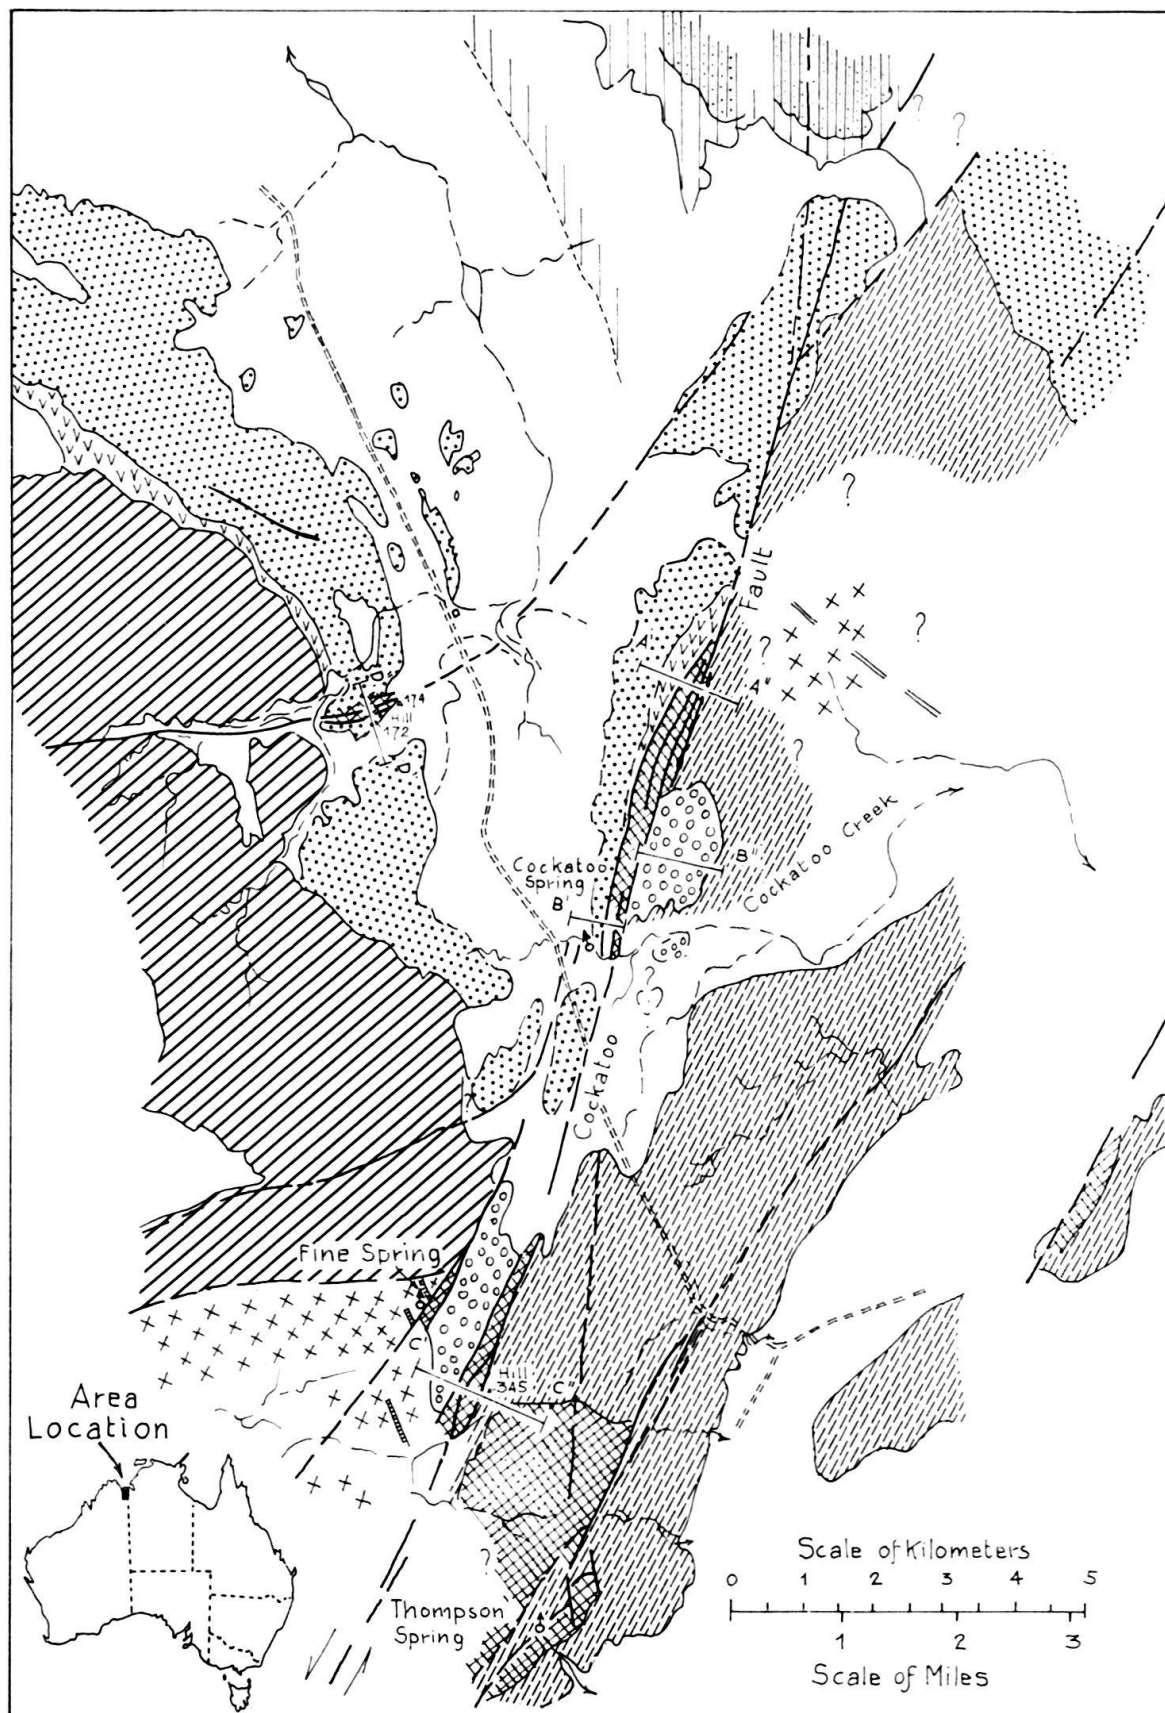 ?
?
?
Fault
?
?
A
A"
174
Hill
172
D
?
Cockatoo
Spring
B'
B"
Cockatoo Creek
?
Cockatoo
Fine Spring
C'
Hill
345
C"
Area
Location
?
Thompson
Spring
Scale of Kilometers
0 1 2 3 4 5
1 2 3
Scale of Miles